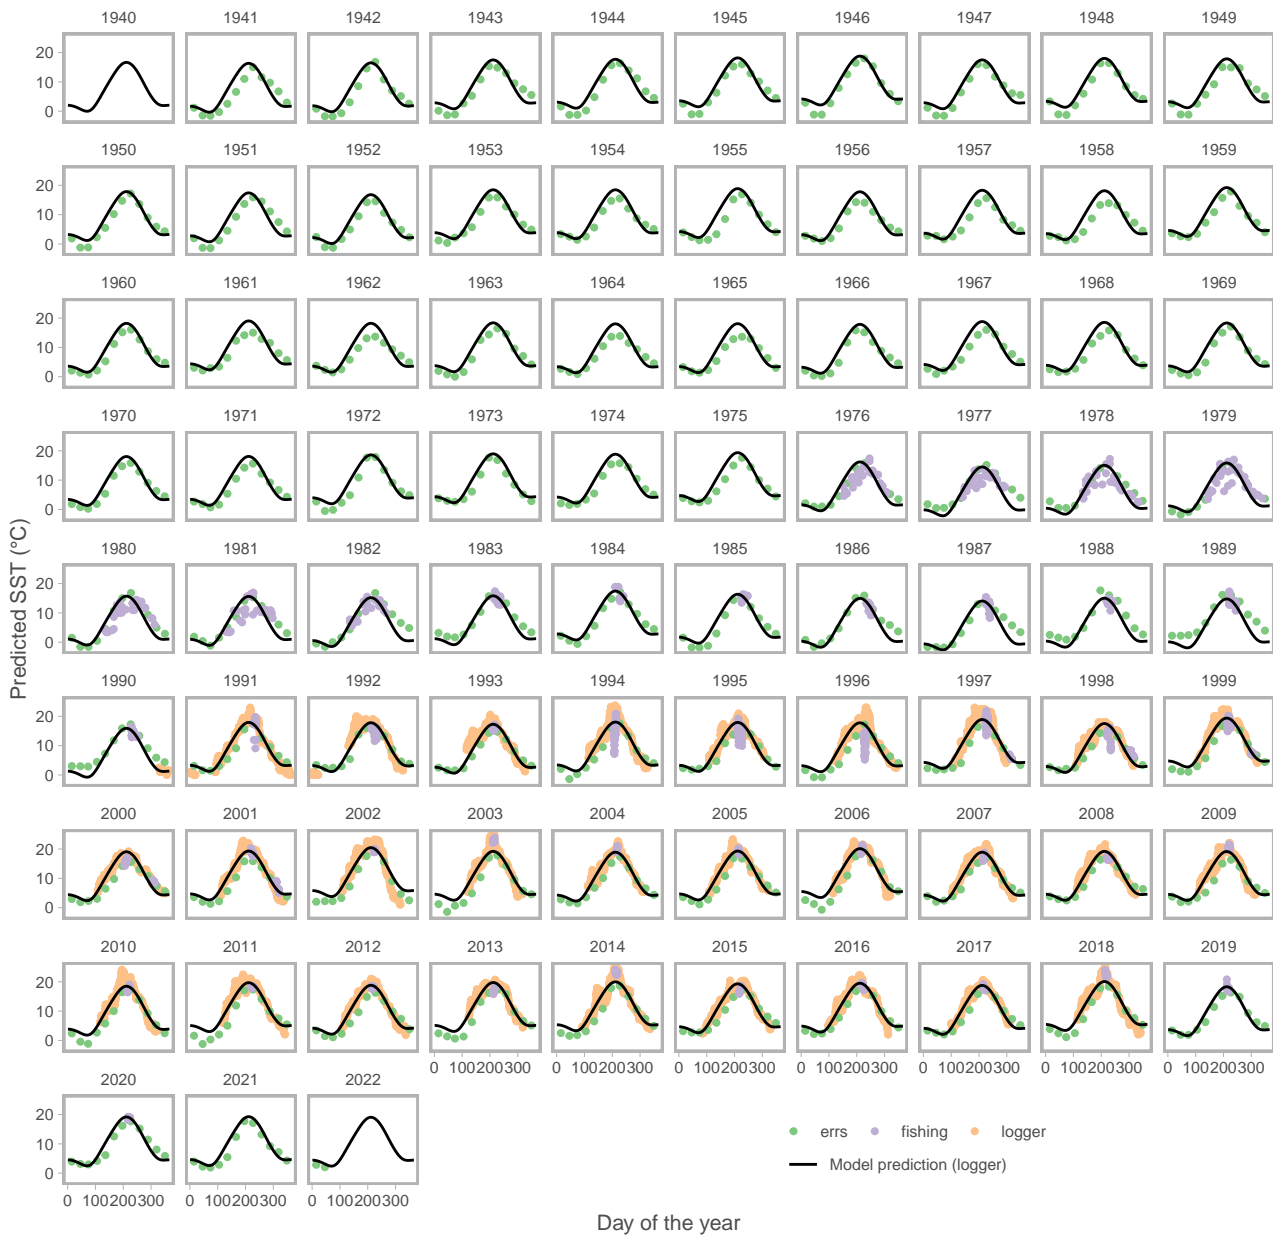 1940 1941 1942 1943 1944 1945 1946 1947 1948 1949
20
10
0
1950 1951 1952 1953 1954 1955 1956 1957 1958 1959
20
10
0
1960 1961 1962 1963 1964 1965 1966 1967 1968 1969
20
10
0
1970 1971 1972 1973 1974 1975 1976 1977 1978 1979
20
10
0
Predicted SST (°C)
1980 1981 1982 1983 1984 1985 1986 1987 1988 1989
20
10
0
1990 1991 1992 1993 1994 1995 1996 1997 1998 1999
20
10
0
2000 2001 2002 2003 2004 2005 2006 2007 2008 2009
20
10
0
2010 2011 2012 2013 2014 2015 2016 2017 2018 2019
20
10
0
0 100200300 0 100200300 0 100200300 0 100200300 0 100200300 0 100200300 0 100200300
2020 2021 2022
20
10
0
0 100200300 0 100200300 0 100200300
errs fishing logger
Model prediction (logger)
Day of the year